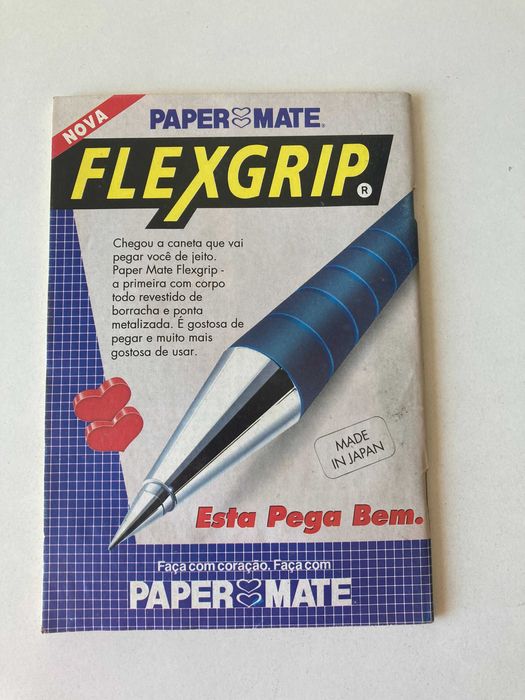 NOVA
PAPER MATE®
FLEXGRIP®
Chegou a caneta que vai
pegar você de jeito.
Paper Mate Flexgrip -
a primeira com corpo
todo revestido de
borracha e ponta
metalizada. É gostosa de
pegar e muito mais
gostosa de usar.
MADE
IN JAPAN
Esta Pega Bem.
Faça com coração. Faça com
PAPER MATE